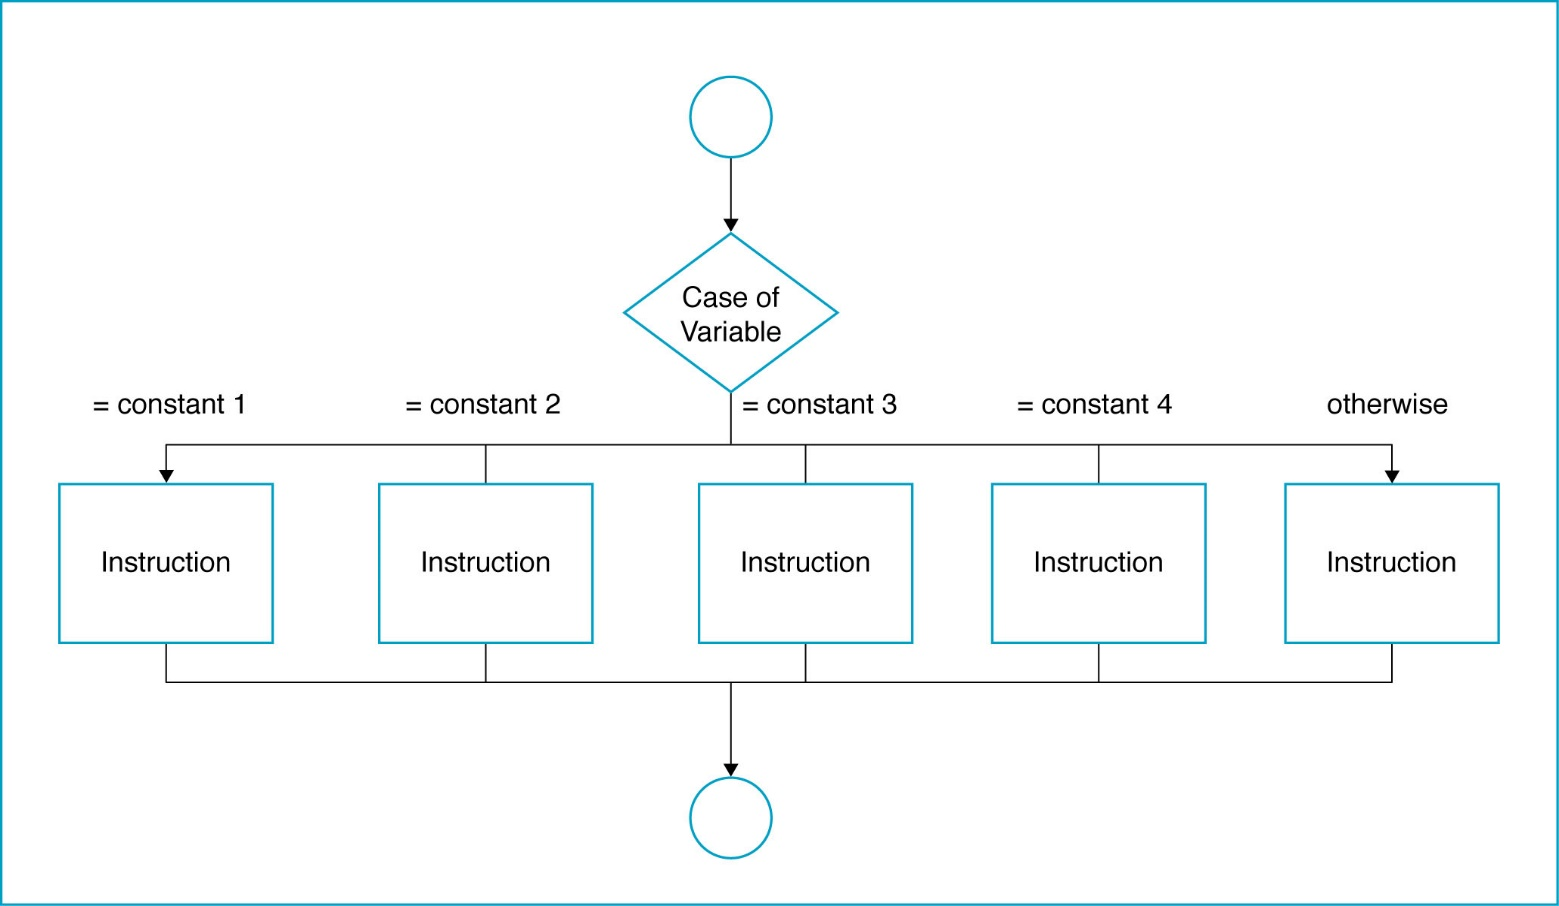 Case of
Variable
= constant 1
= constant 2
= constant 3
= constant 4
otherwise
Instruction
Instruction
Instruction
Instruction
Instruction